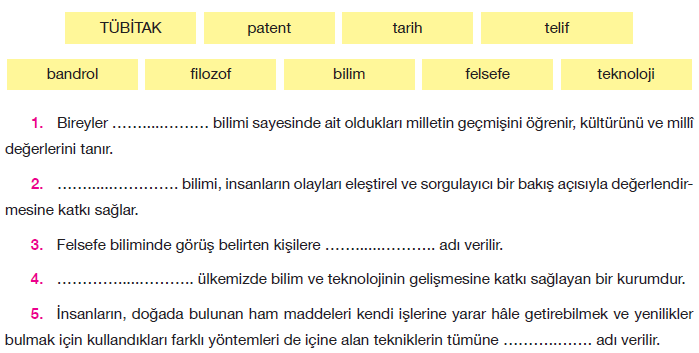 TÜBİTAK patent tarih telif
bandrol filozof bilim felsefe teknoloji
1. Bireyler ……....……… bilimi sayesinde ait oldukları milletin geçmişini öğrenir, kültürünü ve millî
değerlerini tanır.
2. ……......…………. bilimi, insanların olayları eleştirel ve sorgulayıcı bir bakış açısıyla değerlendir-
mesine katkı sağlar.
3. Felsefe biliminde görüş belirten kişilere ……......……….. adı verilir.
4. ………….....……….. ülkemizde bilim ve teknolojinin gelişmesine katkı sağlayan bir kurumdur.
5. İnsanların, doğada bulunan ham maddeleri kendi işlerine yarar hâle getirebilmek ve yenilikler
bulmak için kullandıkları farklı yöntemleri de içine alan tekniklerin tümüne ………..……. adı verilir.